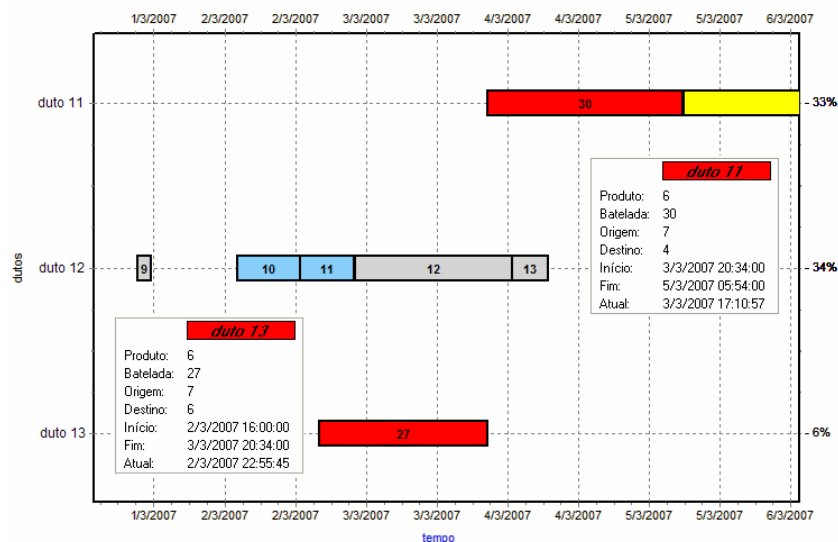 1/3/2007 2/3/2007 2/3/2007 3/3/2007 3/3/2007 4/3/2007 4/3/2007 5/3/2007 5/3/2007 6/3/2007
duto 11
30
33%
duto 11
Produto: 6
Batelada: 30
Origem: 7
Destino: 4
Início: 3/3/2007 20:34:00
Fim: 5/3/2007 05:54:00
Atual: 3/3/2007 17:10:57
dutos
duto 12
9 10 11 12 13
34%
duto 13
Produto: 6
Batelada: 27
Origem: 7
Destino: 6
Início: 2/3/2007 16:00:00
Fim: 3/3/2007 20:34:00
Atual: 2/3/2007 22:55:45
duto 13
27
6%
1/3/2007 2/3/2007 2/3/2007 3/3/2007 3/3/2007 4/3/2007 4/3/2007 5/3/2007 5/3/2007 6/3/2007
tempo